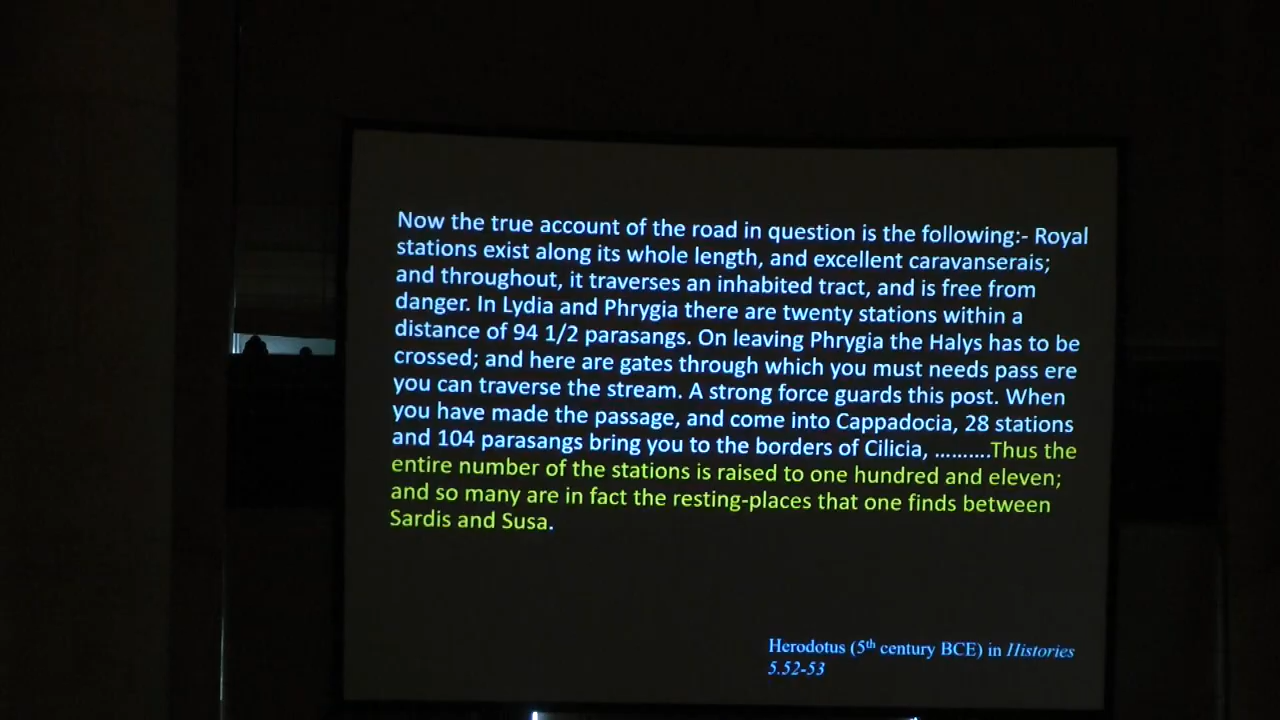 Now the true account of the road in question is the following:- Royal
stations exist along its whole length, and excellent caravanserais;
and throughout, it traverses an inhabited tract, and is free from
danger. In Lydia and Phrygia there are twenty stations within a
distance of 94 1/2 parasangs. On leaving Phrygia the Halys has to be
crossed; and here are gates through which you must needs pass ere
you can traverse the stream. A strong force guards this post. When
you have made the passage, and come into Cappadocia, 28 stations
and 104 parasangs bring you to the borders of Cilicia, ……….Thus the
entire number of the stations is raised to one hundred and eleven;
and so many are in fact the resting-places that one finds between
Sardis and Susa.
Herodotus (5th century BCE) in Histories
5.52-53